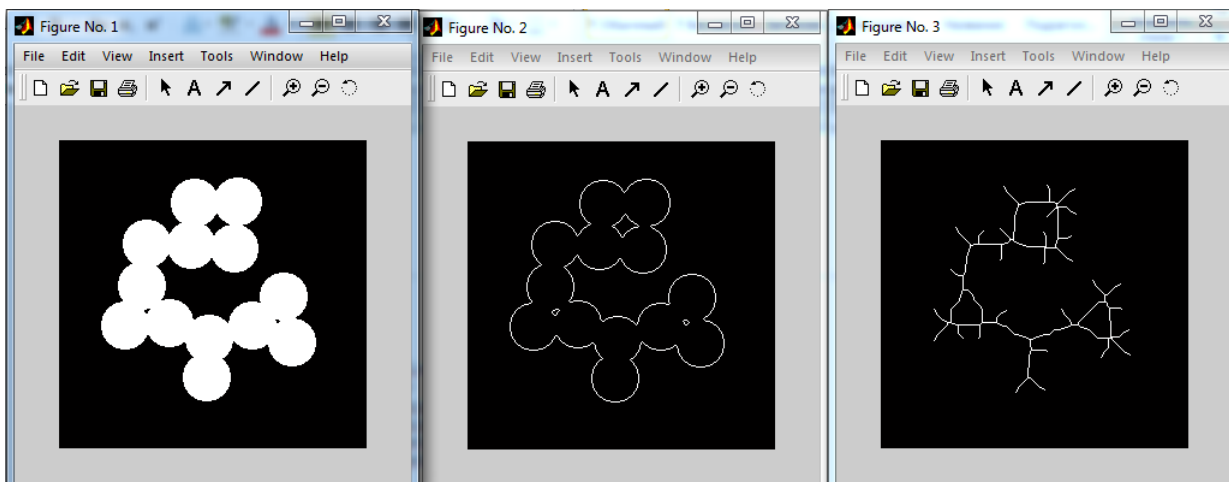 Figure No. 1
File Edit View Insert Tools Window Help
A
Figure No. 2
File Edit View Insert Tools Window Help
A
Figure No. 3
File Edit View Insert Tools Window Help
A